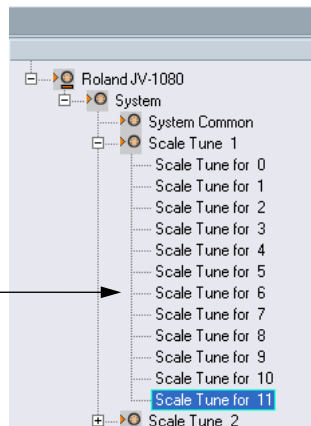 Roland JV-1080
System
System Common
Scale Tune 1
Scale Tune for 0
Scale Tune for 1
Scale Tune for 2
Scale Tune for 3
Scale Tune for 4
Scale Tune for 5
Scale Tune for 6
Scale Tune for 7
Scale Tune for 8
Scale Tune for 9
Scale Tune for 10
Scale Tune for 11
Scale Tune 2